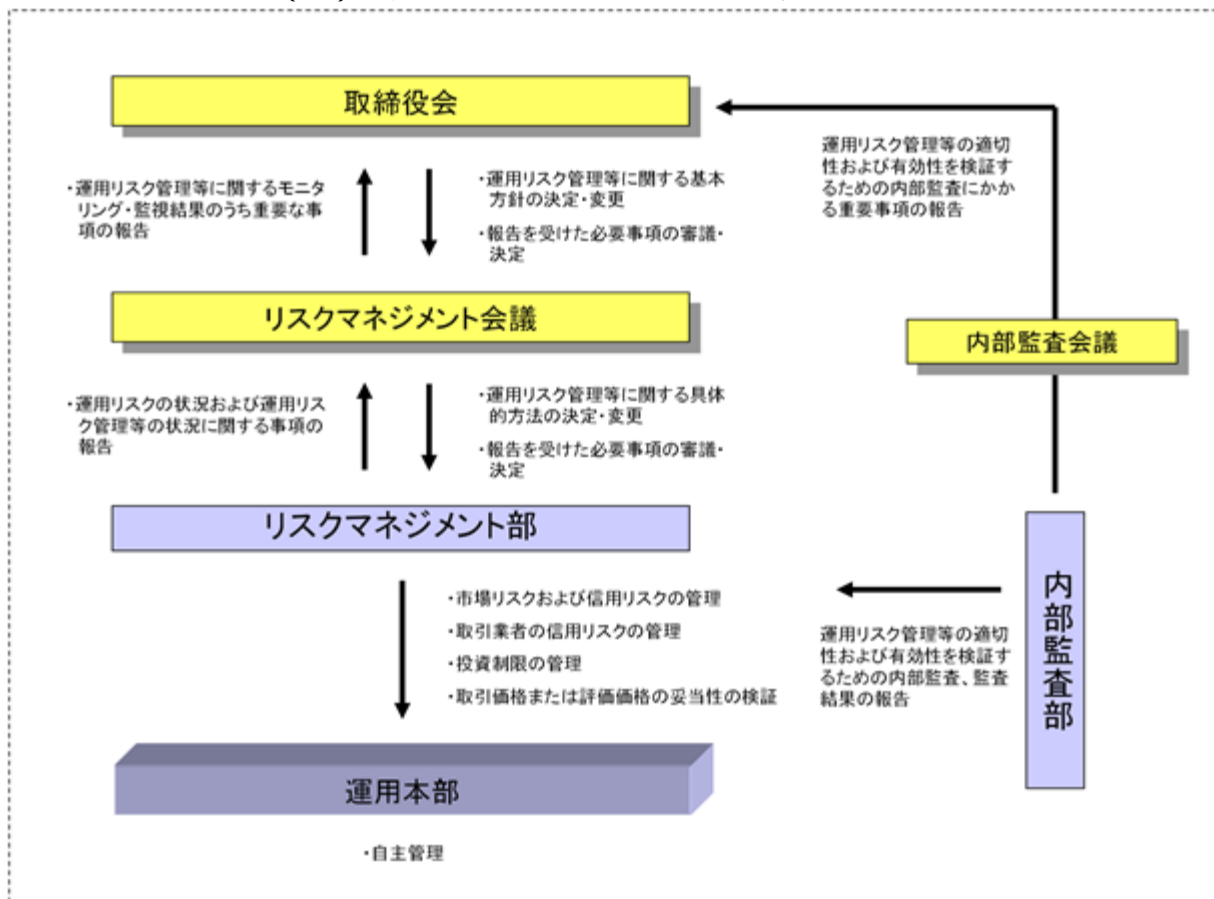 取締役会
・運用リスク管理等に関するモニ
タリング・監視結果のうち重要な事
項の報告
・運用リスク管理等に関する基本
方針の決定・変更
・報告を受けた必要事項の審議・
決定
運用リスク管理等の適切
性および有効性を検証す
るための内部監査にかか
る重要事項の報告
リスクマネジメント会議
内部監査会議
・運用リスクの状況および運用リス
ク管理等の状況に関する事項の
報告
・運用リスク管理等に関する具体
的方法の決定・変更
・報告を受けた必要事項の審議・
決定
リスクマネジメント部
・市場リスクおよび信用リスクの管理
・取引業者の信用リスクの管理
・投資制限の管理
・取引価格または評価価格の妥当性の検証
運用リスク管理等の適切
性および有効性を検証す
るための内部監査、監査
結果の報告
内部監査部
運用本部
・自主管理